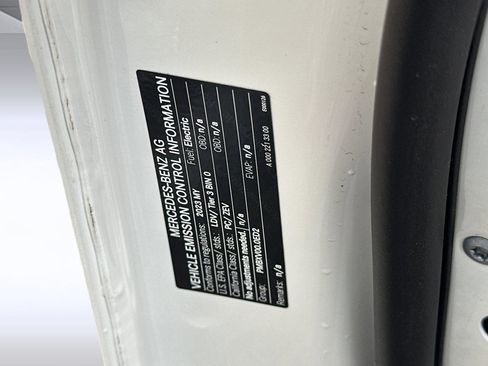 MERCEDES-BENZ AG
VEHICLE EMISSION CONTROL INFORMATION
Conforms to regulations: 2023 MY Fuel: Electric
U.S. EPA Class/ stds: LDV/ Tier 3 BIN 0 OBD: n/a
California Class/ stds: PC/ ZEV OBD: n/a
No adjustments needed. / n/a
Group: PMBXV00.0ED2 EVAP: n/a
Remarks: n/a
A 000 221 33 00